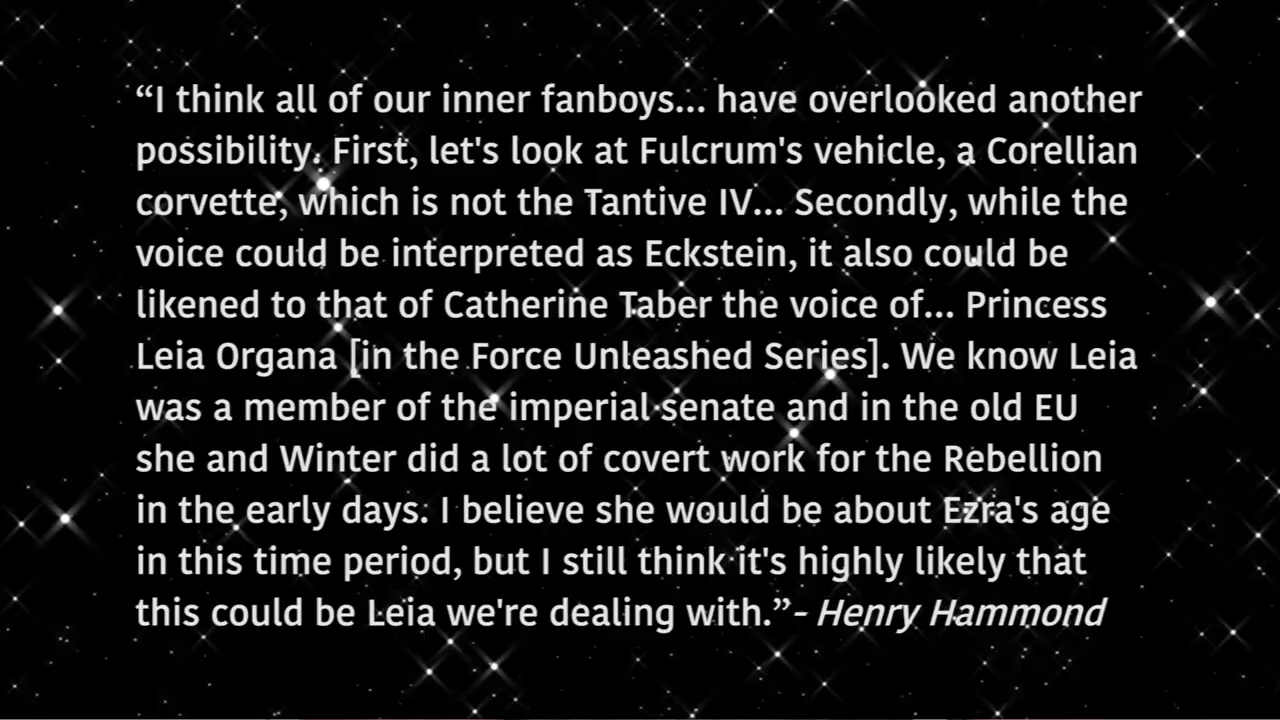 “I think all of our inner fanboys... have overlooked another
possibility. First, let's look at Fulcrum's vehicle, a Corellian
corvette, which is not the Tantive IV... Secondly, while the
voice could be interpreted as Eckstein, it also could be
likened to that of Catherine Taber the voice of... Princess
Leia Organa [in the Force Unleashed Series]. We know Leia
was a member of the imperial senate and in the old EU
she and Winter did a lot of covert work for the Rebellion
in the early days. I believe she would be about Ezra's age
in this time period, but I still think it's highly likely that
this could be Leia we're dealing with.”- Henry Hammond